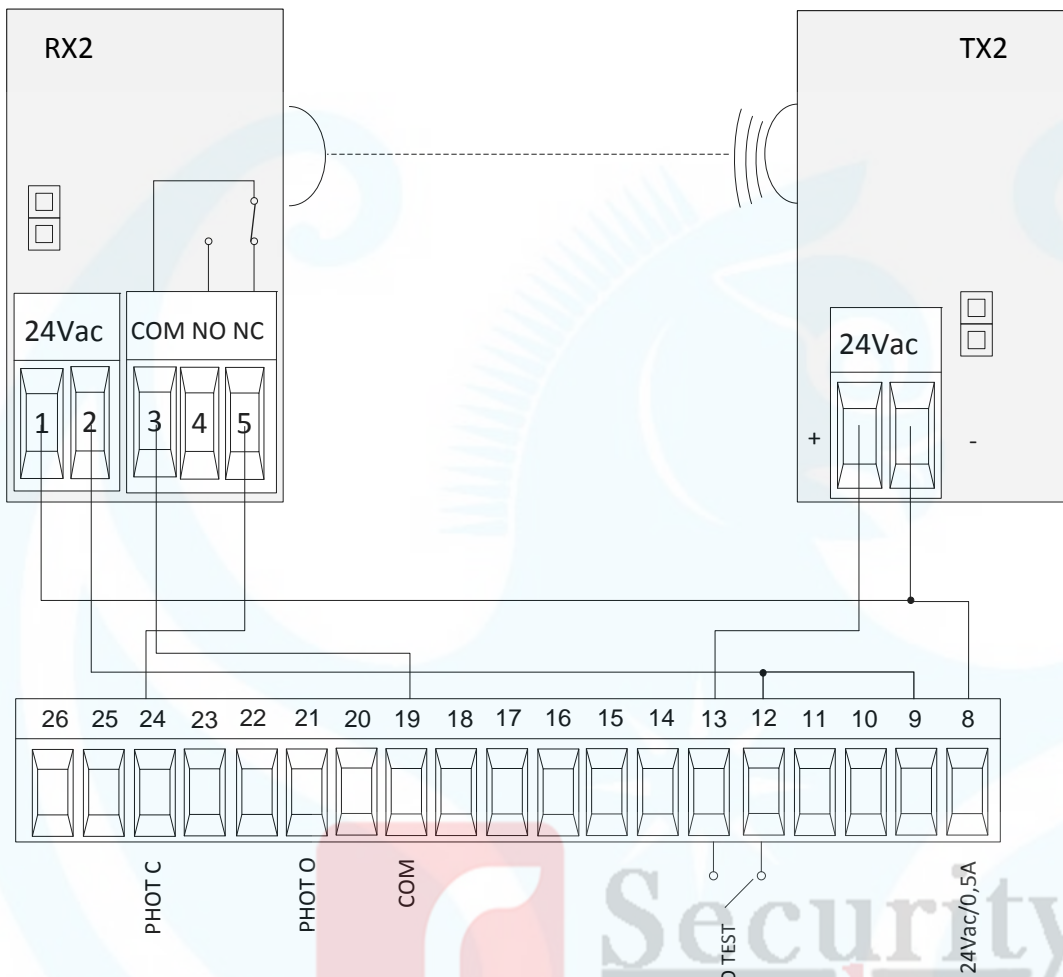 RX2
TX2
24Vac
COM NO NC
1 2 3 4 5
24Vac
+
-
26 25 24 23 22 21 20 19 18 17 16 15 14 13 12 11 10 9 8
PHOT C
PHOT O
COM
O TEST
24Vac/0,5A
Security